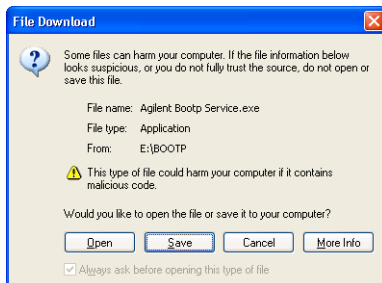 File Download
Some files can harm your computer. If the file information below
looks suspicious, or you do not fully trust the source, do not open or
save this file.
File name: Agilent Bootp Service.exe
File type: Application
From: E:\BOOTP
This type of file could harm your computer if it contains
malicious code.
Would you like to open the file or save it to your computer?
Open Save Cancel More Info
Always ask before opening this type of file